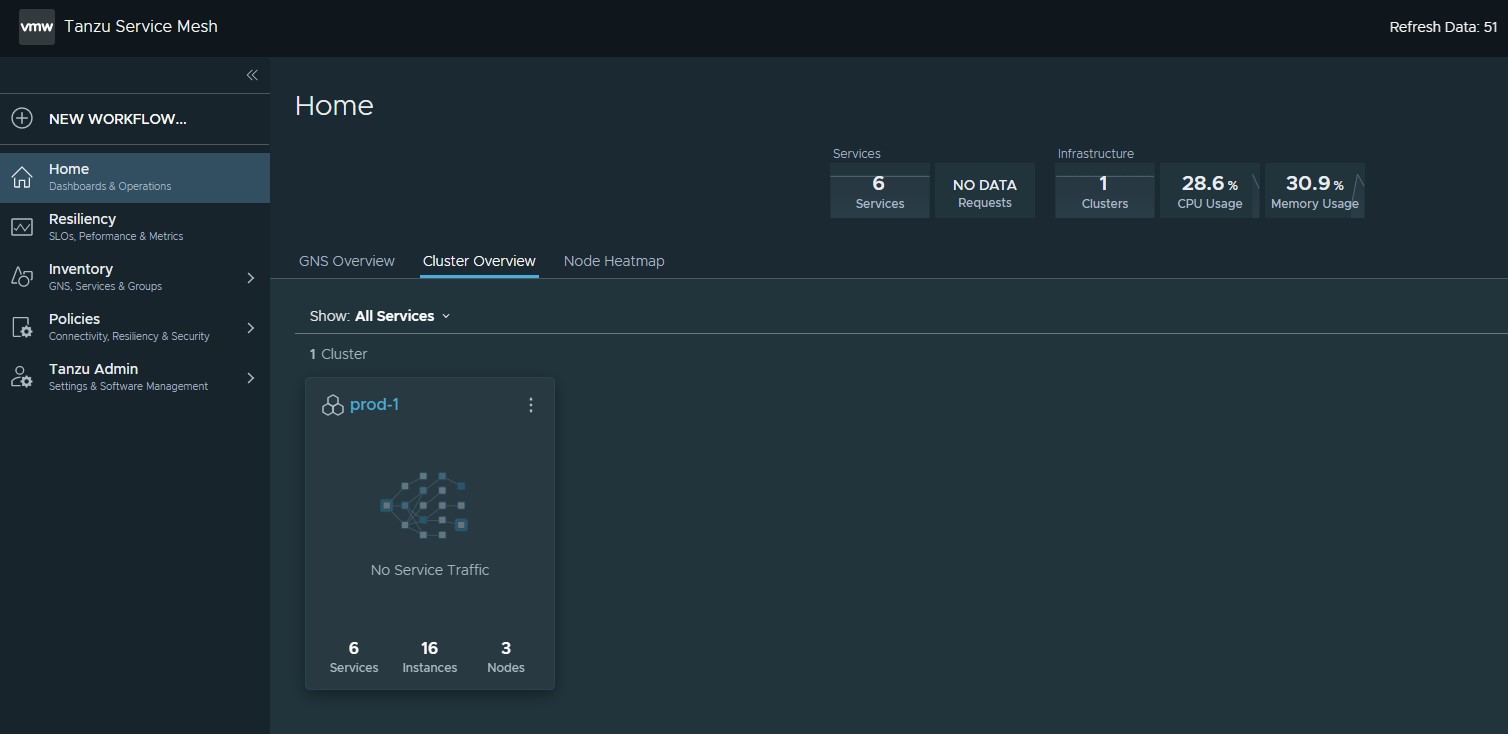 vmw Tanzu Service Mesh
Refresh Data: 51
NEW WORKFLOW...
Home
Dashboards & Operations
Resiliency
SLOs, Peformance & Metrics
Inventory
GNS, Services & Groups
Policies
Connectivity, Resiliency & Security
Tanzu Admin
Settings & Software Management
Home
Services
6
Services
NO DATA
Requests
Infrastructure
1
Clusters
28.6 %
CPU Usage
30.9 %
Memory Usage
GNS Overview
Cluster Overview
Node Heatmap
Show: All Services
1 Cluster
prod-1
No Service Traffic
6
Services
16
Instances
3
Nodes